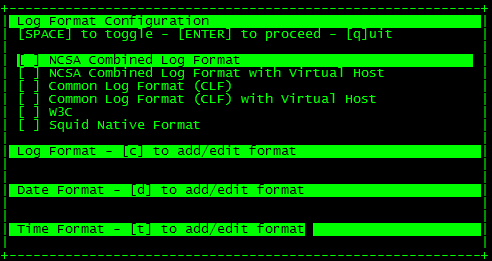 Log Format Configuration
[SPACE] to toggle - [ENTER] to proceed - [q]uit
[ ] NCSA Combined Log Format
[ ] NCSA Combined Log Format with Virtual Host
[ ] Common Log Format (CLF)
[ ] Common Log Format (CLF) with Virtual Host
[ ] W3C
[ ] Squid Native Format
Log Format - [c] to add/edit format
Date Format - [d] to add/edit format
Time Format - [t] to add/edit format